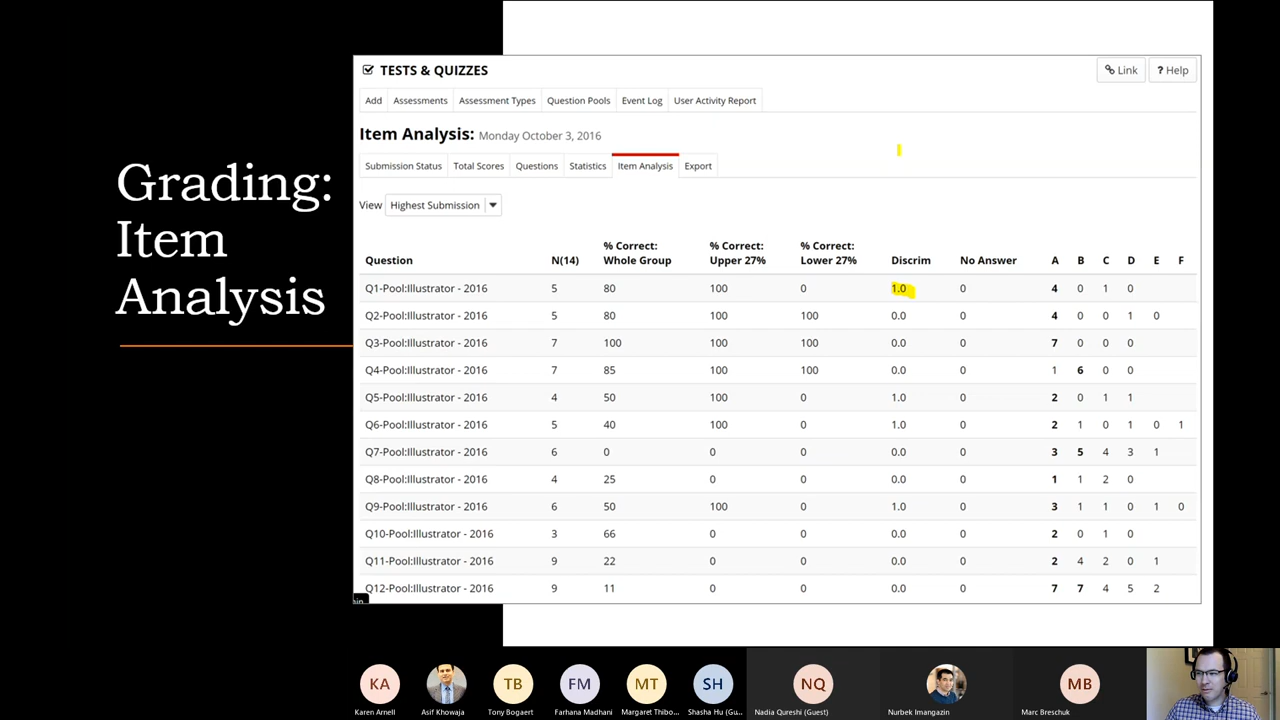 Grading:
Item
Analysis
TESTS & QUIZZES
Link
? Help
Add Assessments Assessment Types Question Pools Event Log User Activity Report
Item Analysis: Monday October 3, 2016
Submission Status Total Scores Questions Statistics Item Analysis Export
View Highest Submission
Question N(14) % Correct: Whole Group % Correct: Upper 27% % Correct: Lower 27% Discrim No Answer A B C D E F
Q1-Pool:Illustrator - 2016 5 80 100 0 1.0 0 4 0 1 0
Q2-Pool:Illustrator - 2016 5 80 100 100 0.0 0 4 0 0 1 0
Q3-Pool:Illustrator - 2016 7 100 100 100 0.0 0 7 0 0 0
Q4-Pool:Illustrator - 2016 7 85 100 100 0.0 0 1 6 0 0
Q5-Pool:Illustrator - 2016 4 50 100 0 1.0 0 2 0 1 1
Q6-Pool:Illustrator - 2016 5 40 100 0 1.0 0 2 1 0 1 0 1
Q7-Pool:Illustrator - 2016 6 0 0 0 0.0 0 3 5 4 3 1
Q8-Pool:Illustrator - 2016 4 25 0 0 0.0 0 1 1 2 0
Q9-Pool:Illustrator - 2016 6 50 100 0 1.0 0 3 1 1 0 1 0
Q10-Pool:Illustrator - 2016 3 66 0 0 0.0 0 2 0 1 0
Q11-Pool:Illustrator - 2016 9 22 0 0 0.0 0 2 4 2 0 1
Q12-Pool:Illustrator - 2016 9 11 0 0 0.0 0 7 7 4 5 2
KA TB FM MT SH NQ MB
Karen Arnell Asif Khowaja Tony Bogaert Farhana Madhani Margaret Thibo... Shasha Hu (Gu... Nadia Qureshi (Guest) Nurbek Imangazin Marc Breschuk